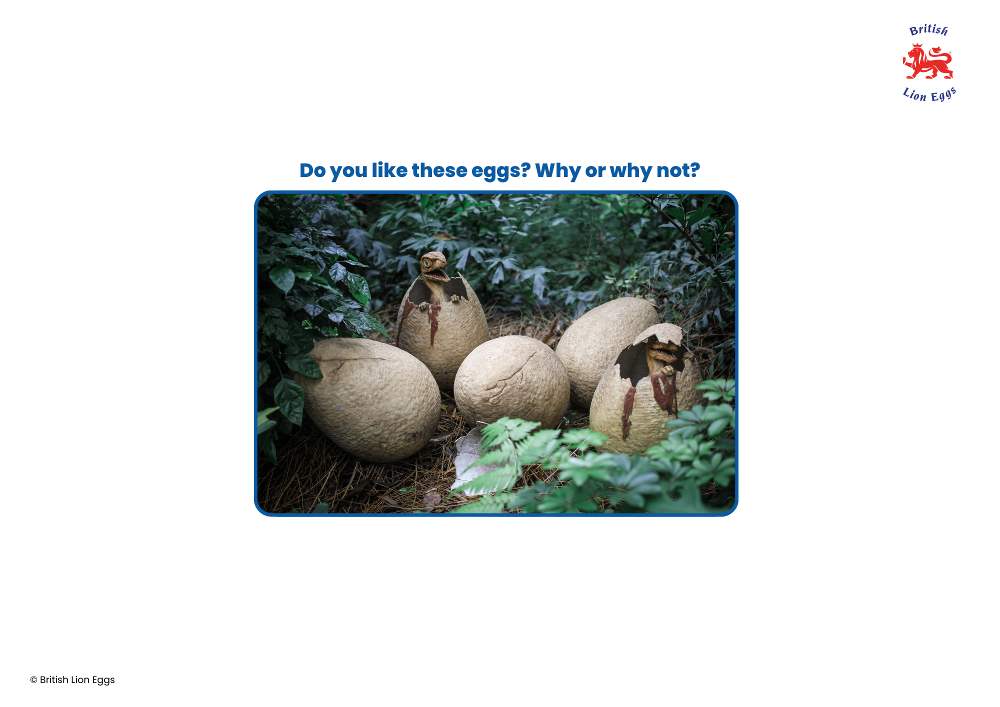 British
Lion Eggs
Do you like these eggs? Why or why not?
© British Lion Eggs